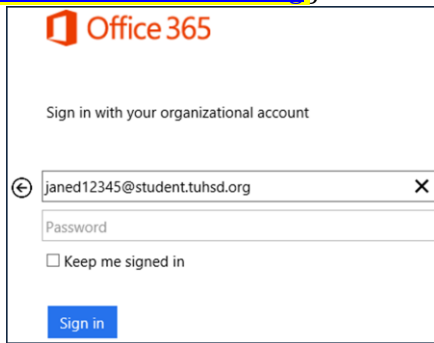 Office 365
Sign in with your organizational account
janed12345@student.tuhsd.org
Password
Keep me signed in
Sign in